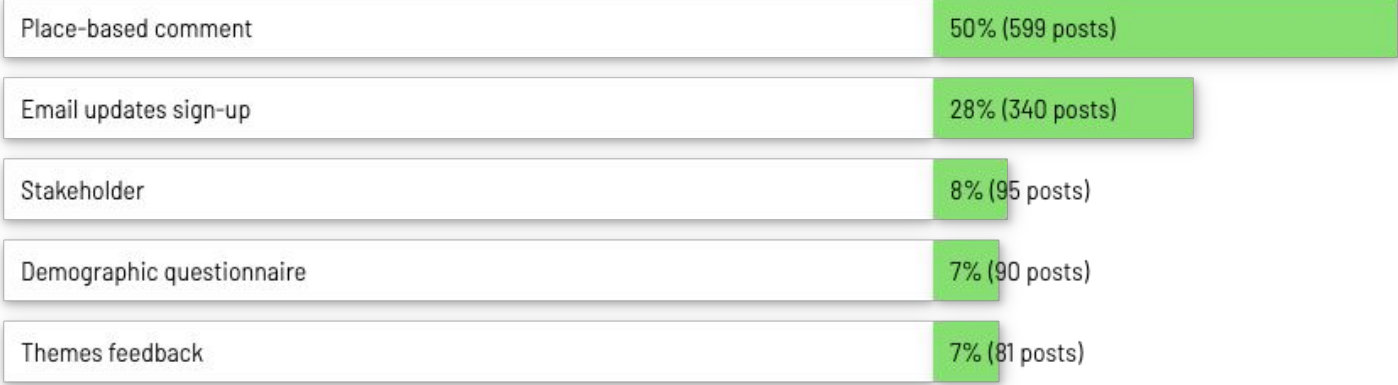 Place-based comment 50% (599 posts)
Email updates sign-up 28% (340 posts)
Stakeholder 8% (95 posts)
Demographic questionnaire 7% (90 posts)
Themes feedback 7% (81 posts)